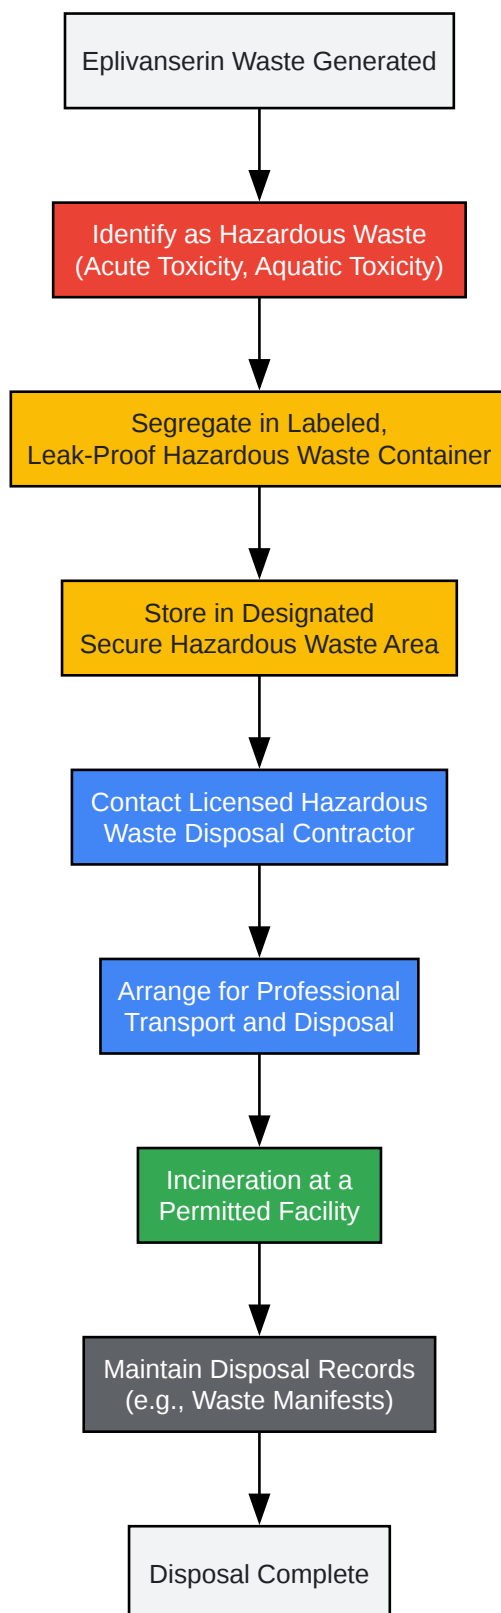 Eplivanserin Waste Generated
Identify as Hazardous Waste
(Acute Toxicity, Aquatic Toxicity)
Segregate in Labeled,
Leak-Proof Hazardous Waste Container
Store in Designated
Secure Hazardous Waste Area
Contact Licensed Hazardous
Waste Disposal Contractor
Arrange for Professional
Transport and Disposal
Incineration at a
Permitted Facility
Maintain Disposal Records
(e.g., Waste Manifests)
Disposal Complete